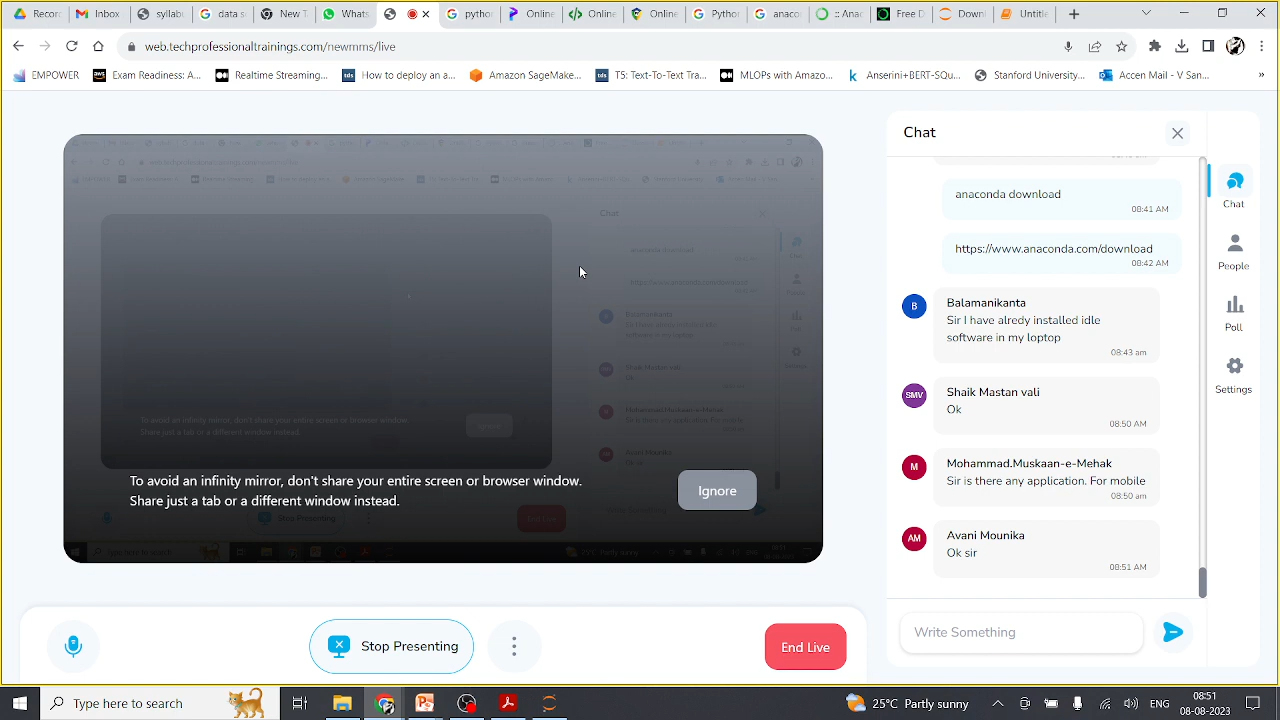 Recor
Inbox
syllab
data s
New T
Whats
python
Online
Online
Online
Python
anaco
:: Anac
Free D
Downl
Untitle
web.techprofessionaltrainings.com/newmms/live
EMPOWER
Exam Readiness: A...
Realtime Streaming...
How to deploy an a...
Amazon SageMake...
T5: Text-To-Text Tra...
MLOPs with Amazo...
Anserini+BERT-SQu...
Stanford University...
Accen Mail - V San...
Chat
anaconda download
08:41 AM
https://www.anaconda.com/download
08:42 AM
B
Balamanikanta
Sir I have alredy installed idle
software in my loptop
08:43 am
SMV
Shaik Mastan vali
Ok
08:50 AM
M
Mohammad.Muskaan-e-Mehak
Sir is there any application. For mobile
08:50 am
AM
Avani Mounika
Ok sir
08:51 AM
Write Something
Chat
People
Poll
Settings
To avoid an infinity mirror, don't share your entire screen or browser window.
Share just a tab or a different window instead.
Ignore
Stop Presenting
End Live
Type here to search
25°C Partly sunny
ENG
08:51
08-08-2023